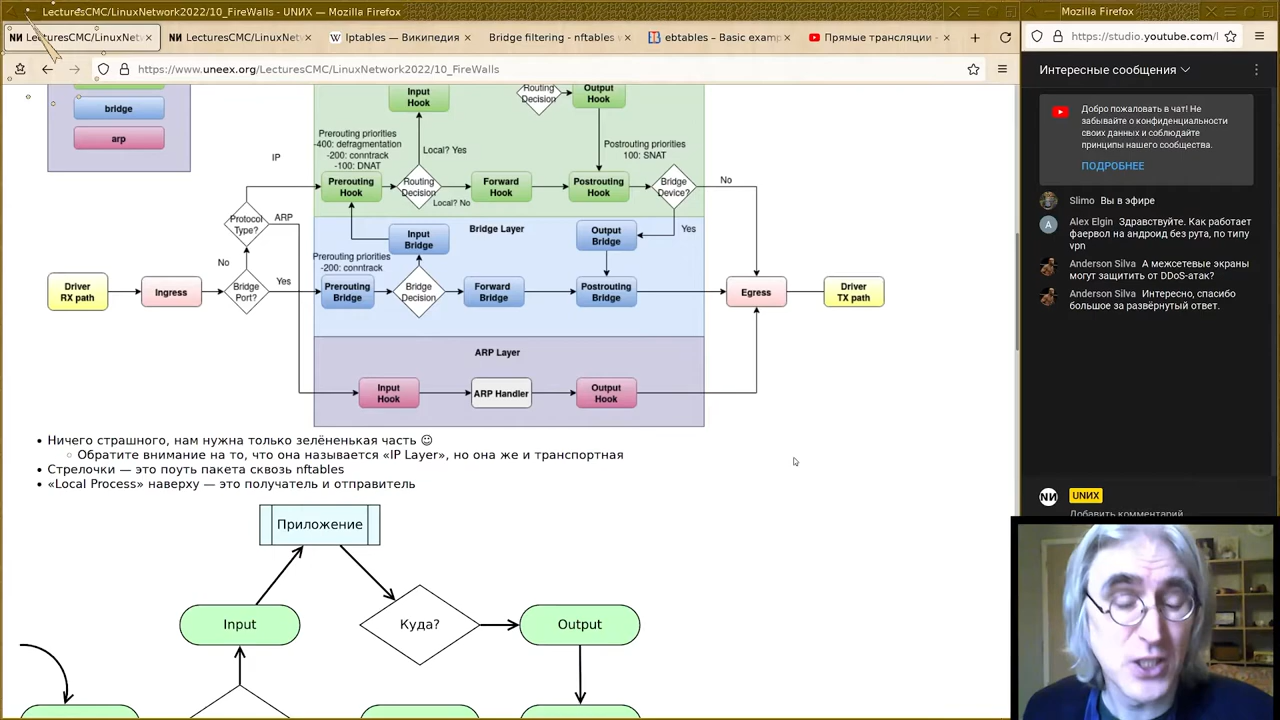 LecturesCMC/LinuxNetwork2022/10_FireWalls - UNИX — Mozilla Firefox
Mozilla Firefox
LecturesCMC/LinuxNetw
LecturesCMC/LinuxNetw
Iptables — Википедия
Bridge filtering - nftables w
ebtables – Basic examp
Прямые трансляции -
https://studio.youtube.com/l
https://www.uneex.org/LecturesCMC/LinuxNetwork2022/10_FireWalls
Интересные сообщения
bridge
arp
Input
Hook
Routing
Decision
Output
Hook
Prerouting priorities
-400: defragmentation
-200: conntrack
-100: DNAT
Local? Yes
Postrouting priorities
100: SNAT
IP
Prerouting
Hook
Routing
Decision
Local? No
Forward
Hook
Postrouting
Hook
Bridge
Device?
No
Protocol
Type?
ARP
Input
Bridge
Bridge Layer
Output
Bridge
Yes
No
Prerouting priorities
-200: conntrack
Driver
RX path
Ingress
Bridge
Port?
Yes
Prerouting
Bridge
Bridge
Decision
Forward
Bridge
Postrouting
Bridge
Egress
Driver
TX path
ARP Layer
Input
Hook
ARP Handler
Output
Hook
Ничего страшного, нам нужна только зелёненькая часть ☺
Обратите внимание на то, что она называется «IP Layer», но она же и транспортная
Стрелочки — это поуть пакета сквозь nftables
«Local Process» наверху — это получатель и отправитель
Приложение
Input
Куда?
Output
Добро пожаловать в чат! Не
забывайте о конфиденциальности
своих данных и соблюдайте
принципы нашего сообщества.
ПОДРОБНЕЕ
Slimo Вы в эфире
A
Alex Elgin Здравствуйте. Как работает
фаервол на андроид без рута, по типу
vpn
Anderson Silva А межсетевые экраны
могут защитить от DDoS-атак?
Anderson Silva Интересно, спасибо
большое за развёрнутый ответ.
NИ
UNИX
Добавить комментарий